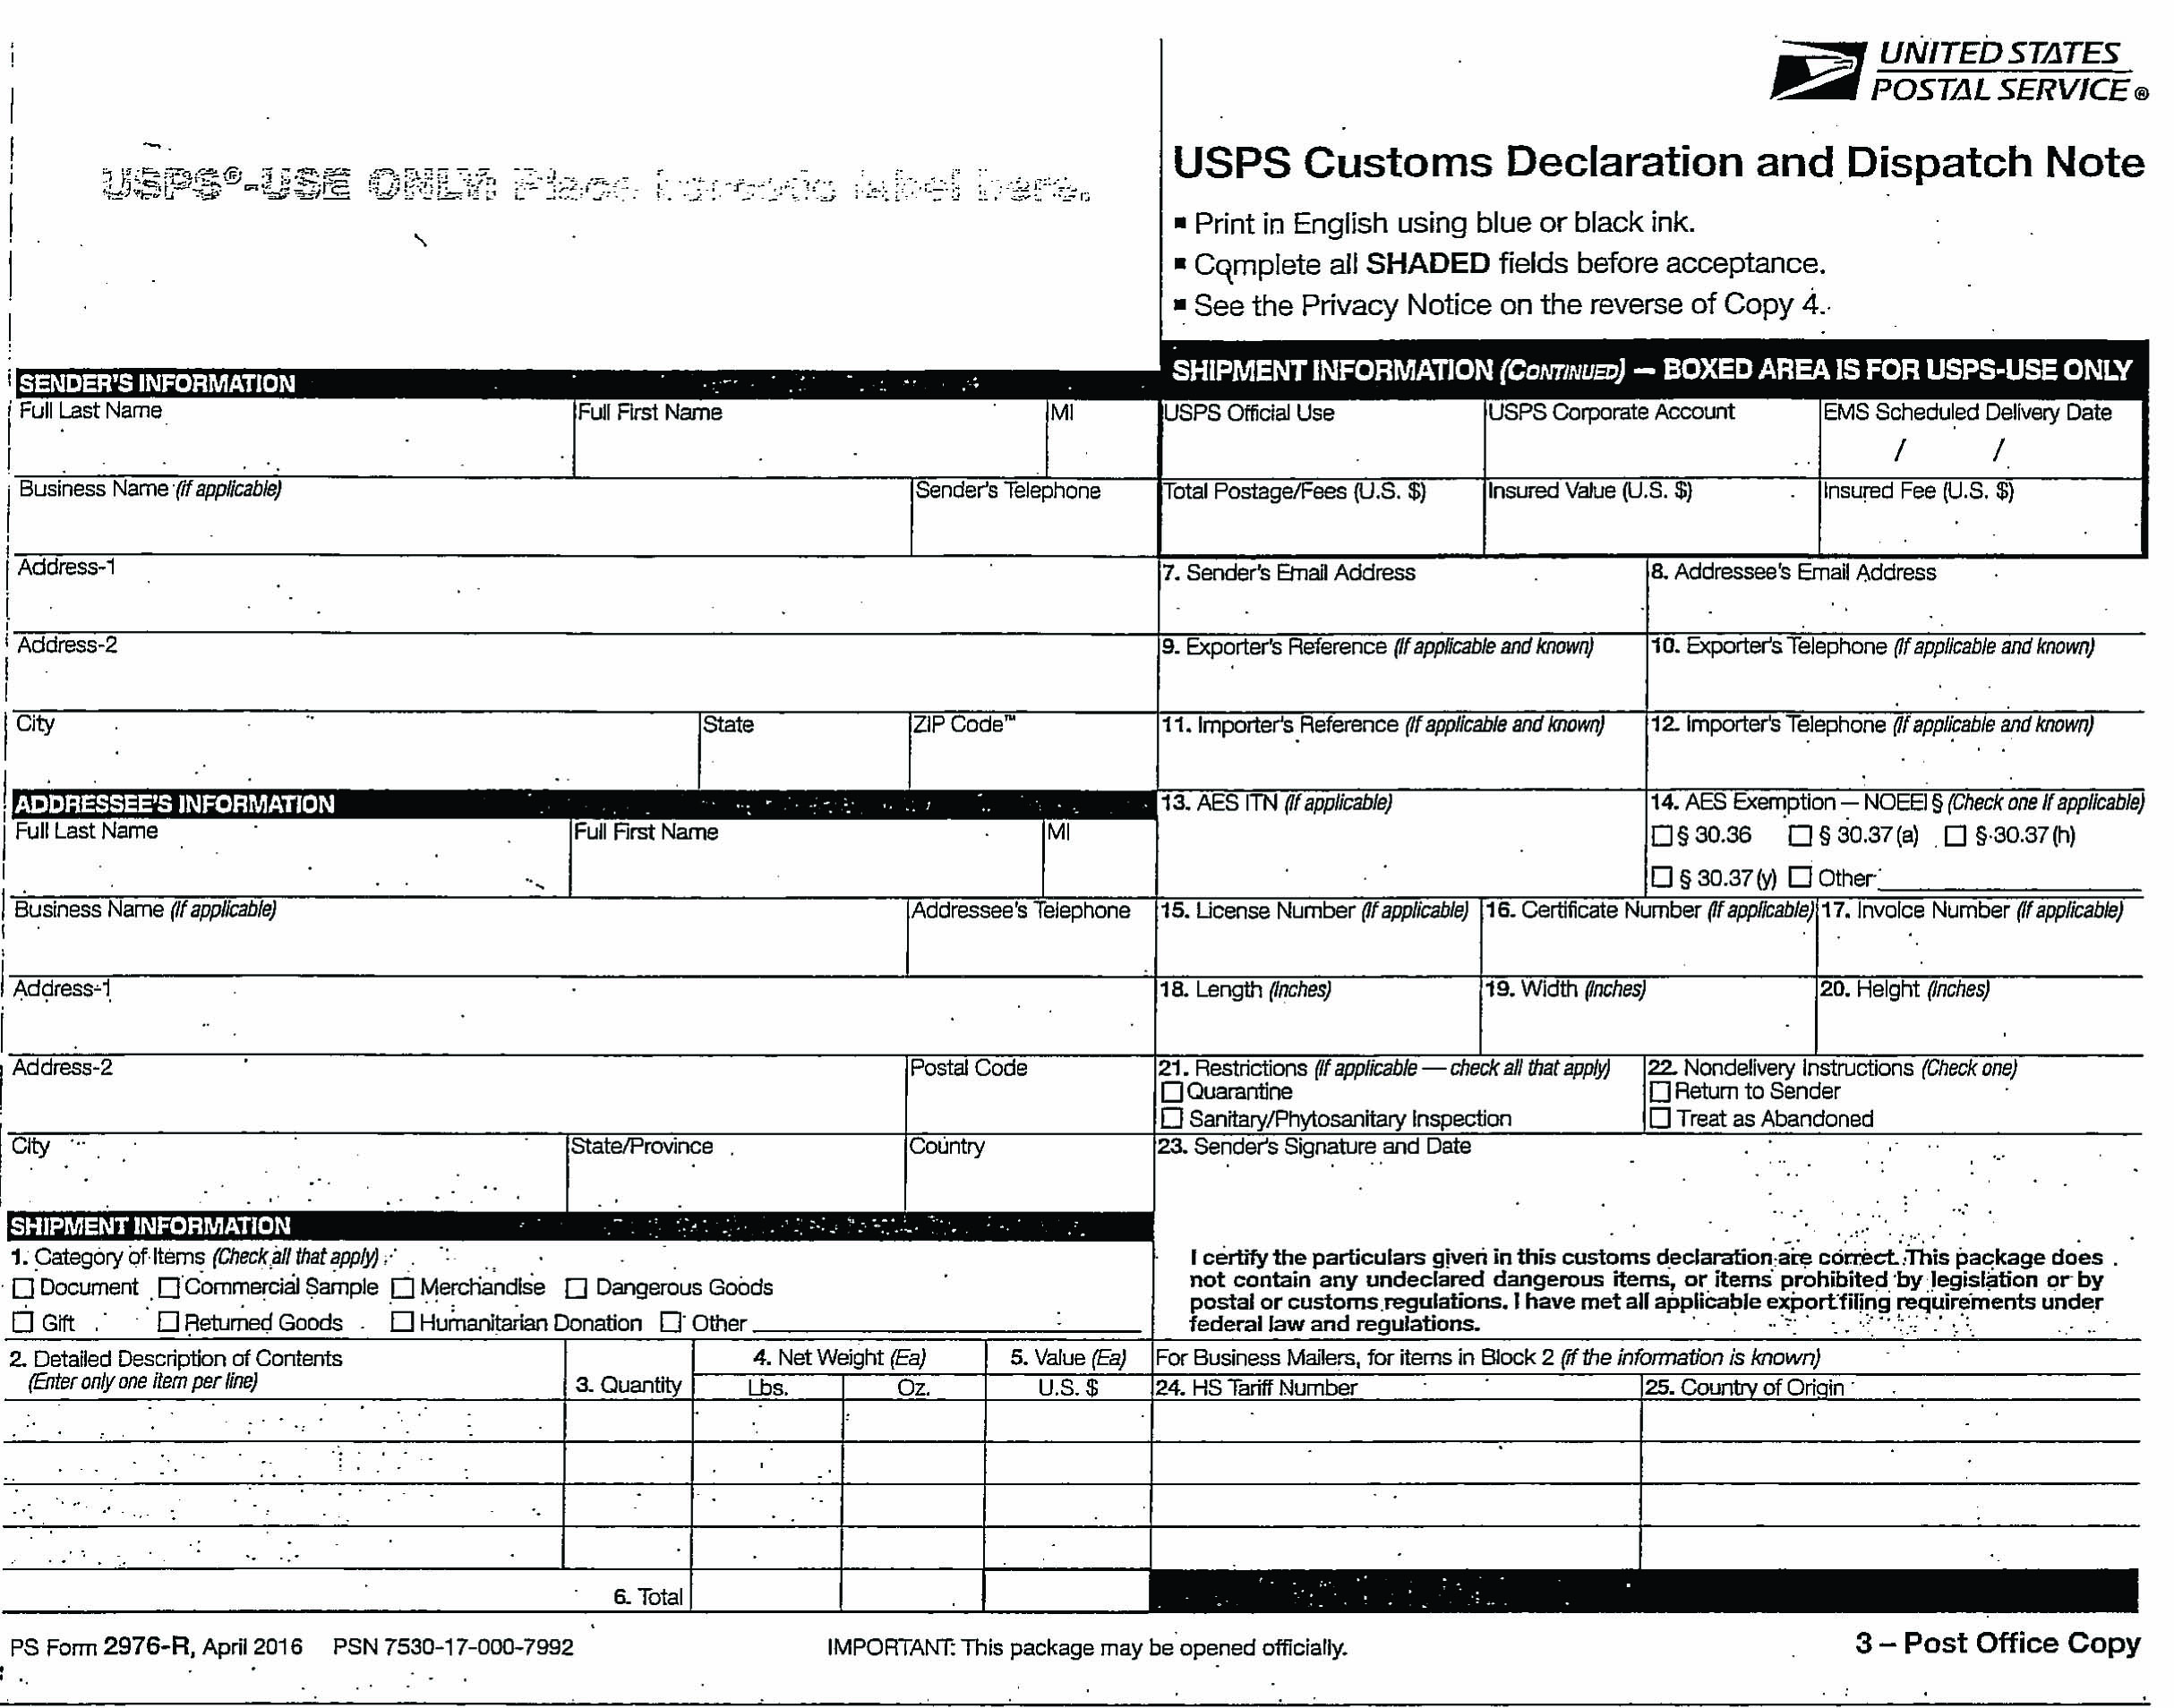 UNITED STATES
POSTAL SERVICE®
USPS®-USE ONLY: Place barcode label here.
USPS Customs Declaration and Dispatch Note
▪ Print in English using blue or black ink.
▪ Complete all SHADED fields before acceptance.
▪ See the Privacy Notice on the reverse of Copy 4.
SENDER'S INFORMATION
Full Last Name Full First Name MI
Business Name (if applicable) Sender's Telephone
Address-1
Address-2
City State ZIP Code™
ADDRESSEE'S INFORMATION
Full Last Name Full First Name MI
Business Name (if applicable) Addressee's Telephone
Address-1
Address-2 Postal Code
City State/Province Country
SHIPMENT INFORMATION
1. Category of Items (Check all that apply)
☐ Document ☐ Commercial Sample ☐ Merchandise ☐ Dangerous Goods
☐ Gift ☐ Returned Goods ☐ Humanitarian Donation ☐ Other
2. Detailed Description of Contents
(Enter only one item per line)
3. Quantity
4. Net Weight (Ea)
Lbs. Oz.
5. Value (Ea)
U.S. $
6. Total
SHIPMENT INFORMATION (CONTINUED) — BOXED AREA IS FOR USPS-USE ONLY
USPS Official Use USPS Corporate Account EMS Scheduled Delivery Date
/ /
Total Postage/Fees (U.S. $) Insured Value (U.S. $) Insured Fee (U.S. $)
7. Sender's Email Address 8. Addressee's Email Address
9. Exporter's Reference (if applicable and known) 10. Exporter's Telephone (if applicable and known)
11. Importer's Reference (if applicable and known) 12. Importer's Telephone (if applicable and known)
13. AES ITN (if applicable) 14. AES Exemption — NOEEI § (Check one if applicable)
☐ § 30.36 ☐ § 30.37 (a) ☐ § 30.37 (h)
☐ § 30.37 (y) ☐ Other
15. License Number (if applicable) 16. Certificate Number (if applicable) 17. Invoice Number (if applicable)
18. Length (inches) 19. Width (inches) 20. Height (inches)
21. Restrictions (if applicable — check all that apply) 22. Nondelivery Instructions (Check one)
☐ Quarantine ☐ Return to Sender
☐ Sanitary/Phytosanitary Inspection ☐ Treat as Abandoned
23. Sender's Signature and Date
I certify the particulars given in this customs declaration are correct. This package does
not contain any undeclared dangerous items, or items prohibited by legislation or by
postal or customs regulations. I have met all applicable export filing requirements under
federal law and regulations.
For Business Mailers, for items in Block 2 (if the information is known)
24. HS Tariff Number 25. Country of Origin
PS Form 2976-R, April 2016 PSN 7530-17-000-7992 IMPORTANT: This package may be opened officially. 3 – Post Office Copy